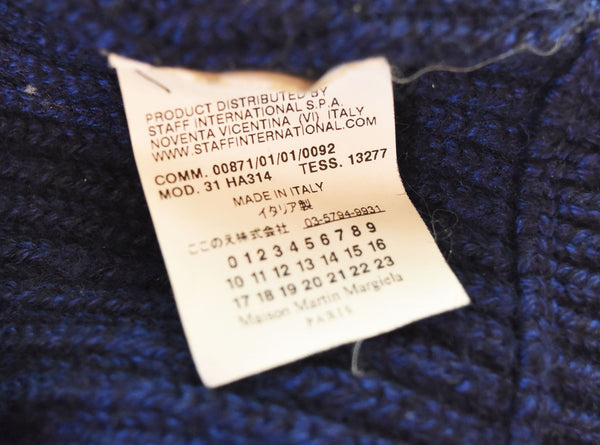 PRODUCT DISTRIBUTED BY
STAFF INTERNATIONAL S.P.A.
NOVENTA VICENTINA (VI) ITALY
WWW.STAFFINTERNATIONAL.COM
COMM. 00871/01/01/0092
MOD. 31 HA314 TESS. 13277
MADE IN ITALY
イタリア製
ここのえ株式会社 03-5794-9931
0 1 2 3 4 5 6 7 8 9
10 11 12 13 14 15 16
17 18 19 20 21 22 23
Maison Martin Margiela
PARIS